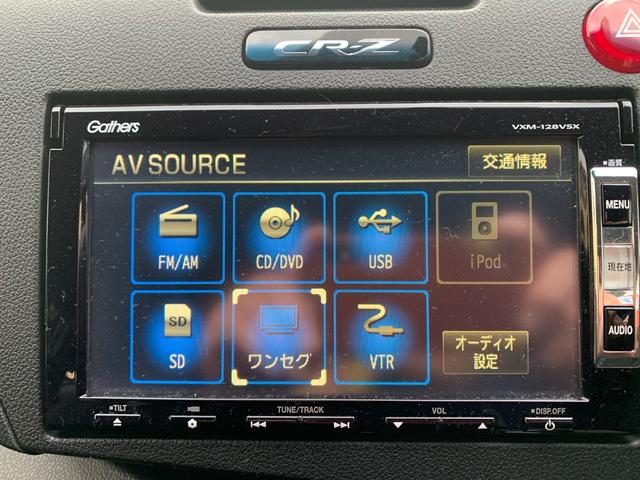 CR-Z
Gathers
VXM-128VSX
AV SOURCE
交通情報
■画質
MENU
FM/AM
CD/DVD
USB
iPod
現在地
SD
SD
ワンセグ
VTR
オーディオ
設定
AUDIO
■TILT
TUNE/TRACK
VOL
■DISP.OFF